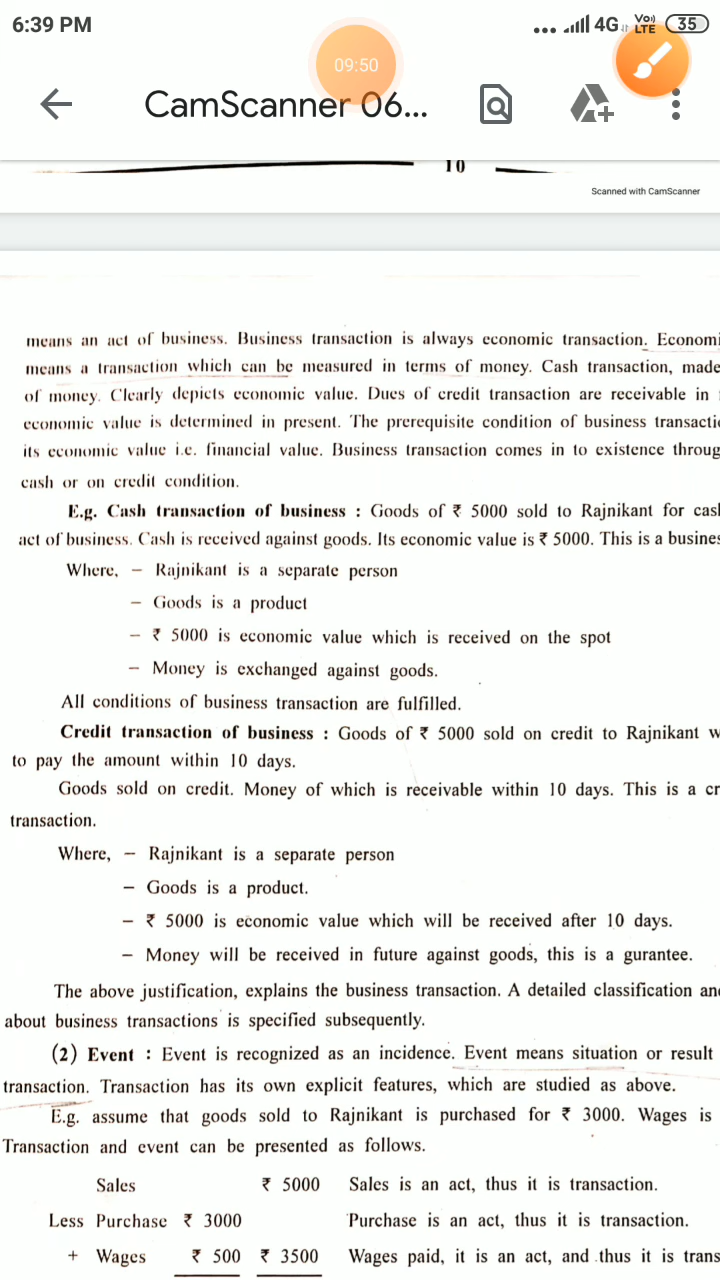 6:39 PM
4G
Vo)) LTE
35
09:50
CamScanner 06...
10
Scanned with CamScanner
means an act of business. Business transaction is always economic transaction. Economi
means a transaction which can be measured in terms of money. Cash transaction, made
of money. Clearly depicts economic value. Dues of credit transaction are receivable in
economic value is determined in present. The prerequisite condition of business transacti
its economic value i.e. financial value. Business transaction comes in to existence throug
cash or on credit condition.
E.g. Cash transaction of business : Goods of ₹ 5000 sold to Rajnikant for cas
act of business. Cash is received against goods. Its economic value is ₹ 5000. This is a busines
Where, – Rajnikant is a separate person
– Goods is a product
– ₹ 5000 is economic value which is received on the spot
– Money is exchanged against goods.
All conditions of business transaction are fulfilled.
Credit transaction of business : Goods of ₹ 5000 sold on credit to Rajnikant w
to pay the amount within 10 days.
Goods sold on credit. Money of which is receivable within 10 days. This is a cr
transaction.
Where, – Rajnikant is a separate person
– Goods is a product.
– ₹ 5000 is economic value which will be received after 10 days.
– Money will be received in future against goods, this is a gurantee.
The above justification, explains the business transaction. A detailed classification an
about business transactions is specified subsequently.
(2) Event : Event is recognized as an incidence. Event means situation or result
transaction. Transaction has its own explicit features, which are studied as above.
E.g. assume that goods sold to Rajnikant is purchased for ₹ 3000. Wages is
Transaction and event can be presented as follows.
Sales ₹ 5000 Sales is an act, thus it is transaction.
Less Purchase ₹ 3000 Purchase is an act, thus it is transaction.
+ Wages ₹ 500 ₹ 3500 Wages paid, it is an act, and thus it is trans